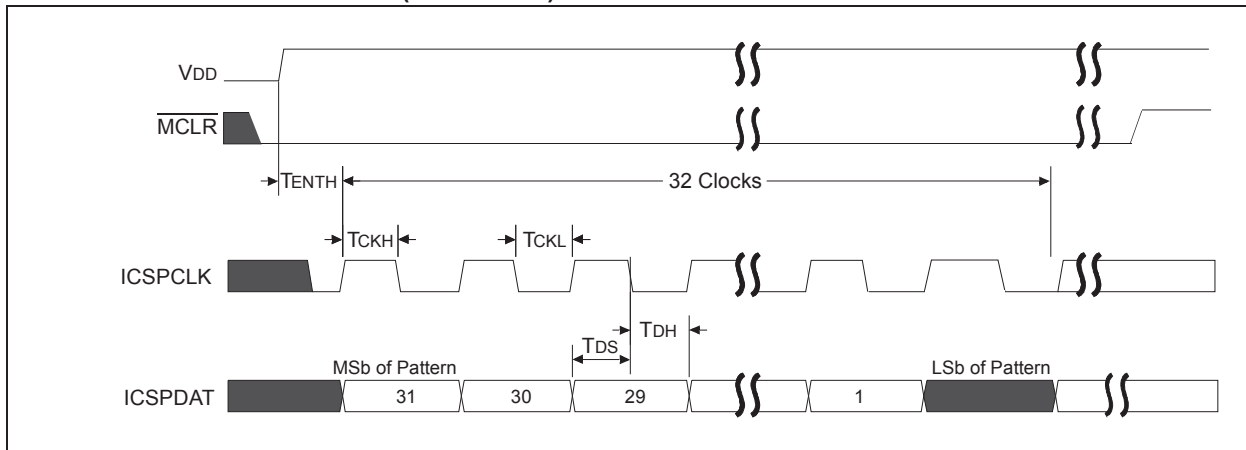 VDD
MCLR
TENTH
32 Clocks
TCKH
TCKL
ICSPCLK
TDH
TDS
MSb of Pattern
LSb of Pattern
ICSPDAT
31
30
29
1